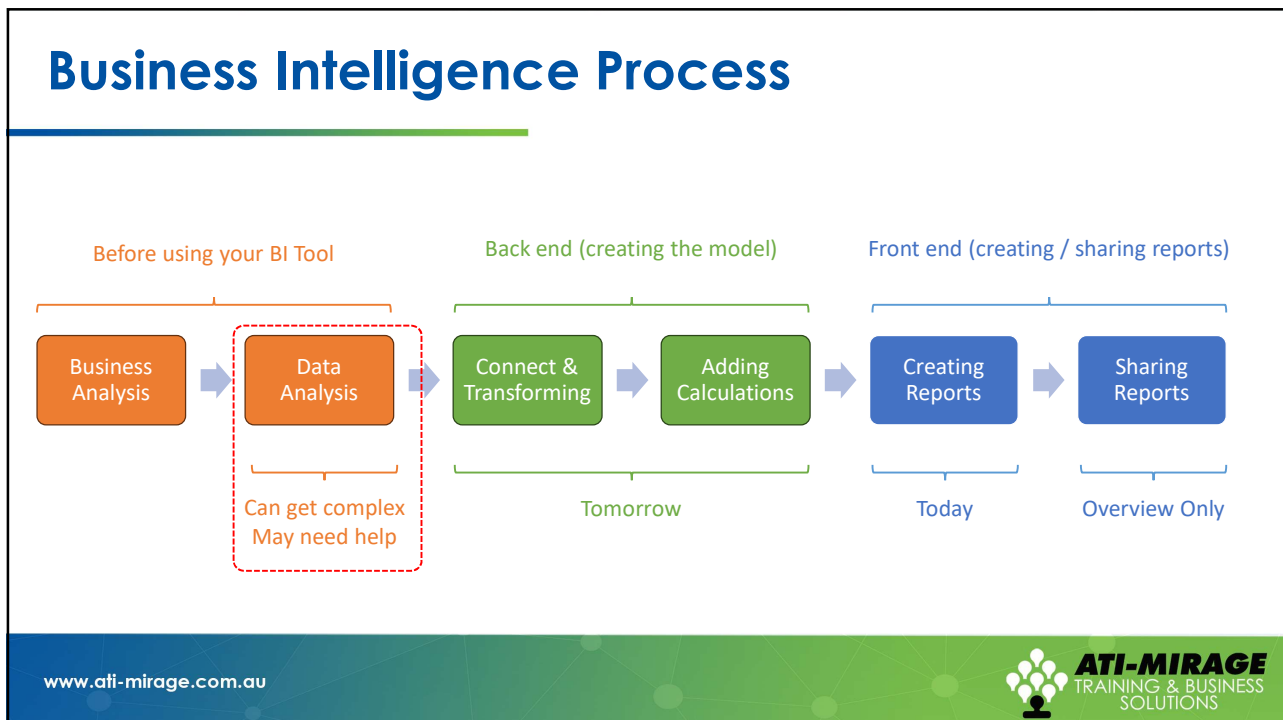 Business Intelligence Process
Before using your BI Tool
Back end (creating the model)
Front end (creating / sharing reports)
Business
Analysis
Data
Analysis
Connect &
Transforming
Adding
Calculations
Creating
Reports
Sharing
Reports
Can get complex
May need help
Tomorrow
Today
Overview Only
www.ati-mirage.com.au
ATI-MIRAGE
TRAINING & BUSINESS
SOLUTIONS